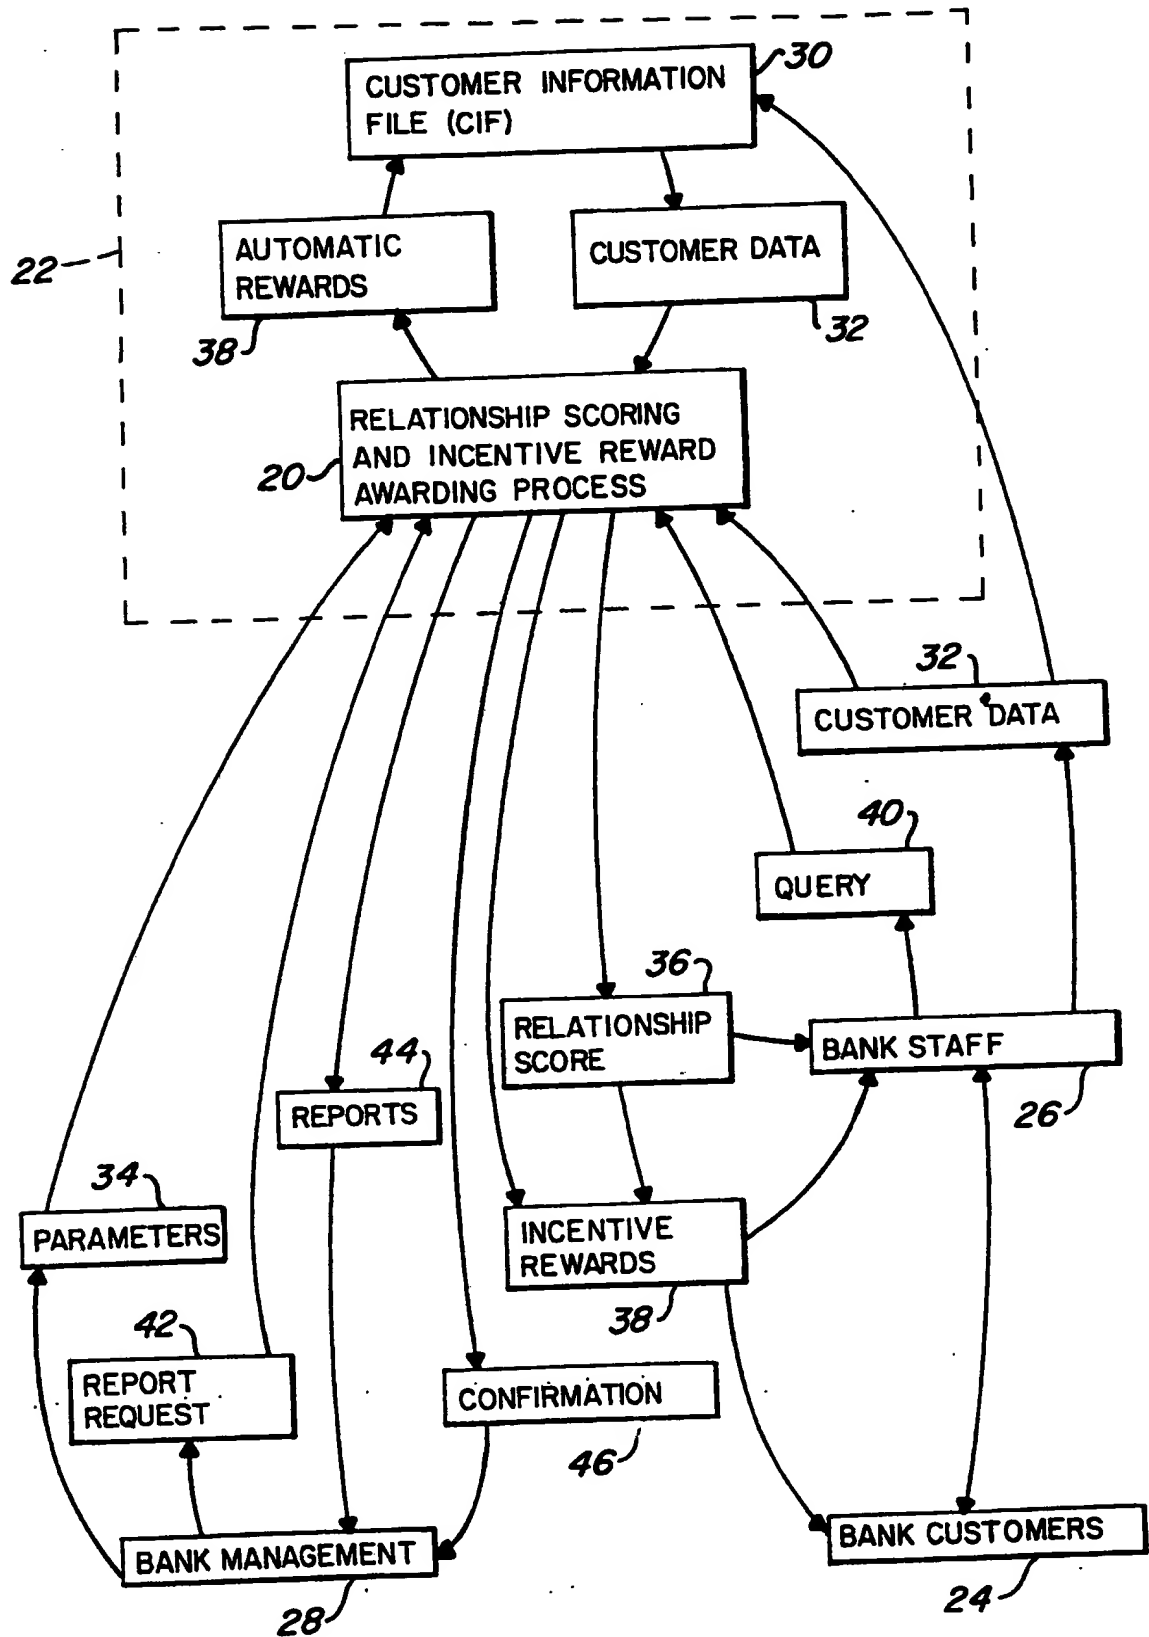 30
CUSTOMER INFORMATION
FILE (CIF)
22
AUTOMATIC
REWARDS
38
CUSTOMER DATA
32
RELATIONSHIP SCORING
AND INCENTIVE REWARD
AWARDING PROCESS
20
32
CUSTOMER DATA
40
QUERY
36
RELATIONSHIP
SCORE
BANK STAFF
26
44
REPORTS
34
PARAMETERS
INCENTIVE
REWARDS
38
42
REPORT
REQUEST
CONFIRMATION
46
BANK MANAGEMENT
28
BANK CUSTOMERS
24